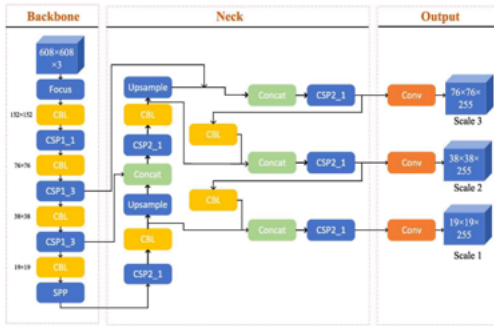 Backbone
Neck
Output
608×608
×3
Focus
CBL
152×152
CSP1_1
CBL
76×76
CSP1_3
CBL
38×38
CSP1_3
CBL
19×19
SPP
Upsample
CBL
CSP2_1
Concat
Upsample
CBL
CSP2_1
Concat
CSP2_1
CBL
Concat
CSP2_1
CBL
Concat
CSP2_1
Conv
76×76×
255
Scale 3
Conv
38×38×
255
Scale 2
Conv
19×19×
255
Scale 1